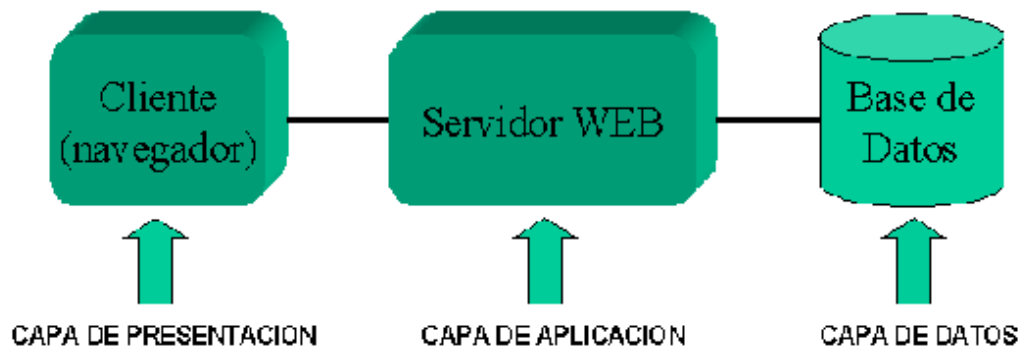 Cliente
(navegador)
Servidor WEB
Base de
Datos
CAPA DE PRESENTACION
CAPA DE APLICACION
CAPA DE DATOS